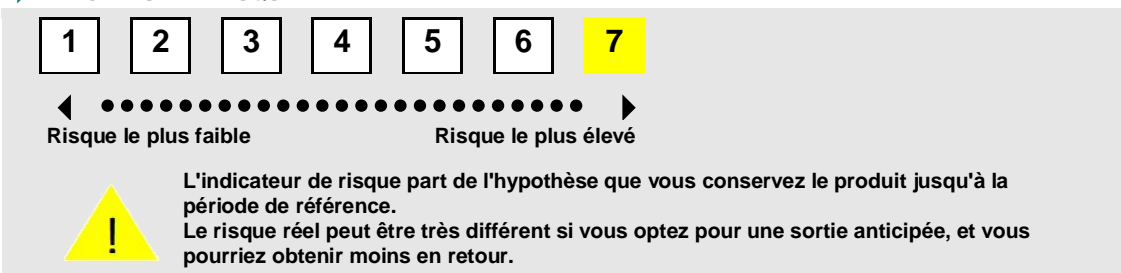 1 2 3 4 5 6 7
Risque le plus faible Risque le plus élevé
L'indicateur de risque part de l'hypothèse que vous conservez le produit jusqu'à la
période de référence.
! Le risque réel peut être très différent si vous optez pour une sortie anticipée, et vous
pourriez obtenir moins en retour.